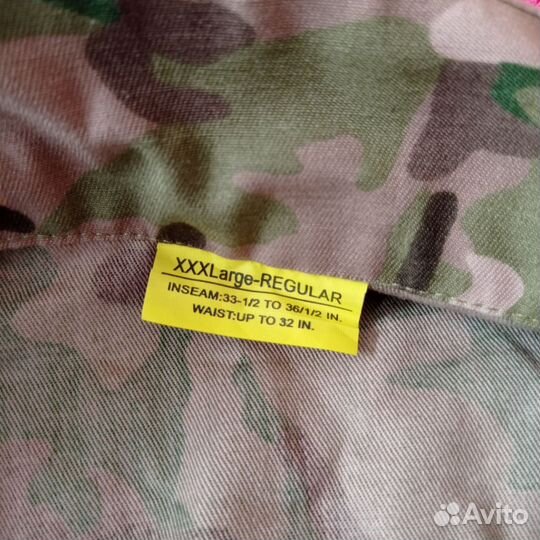 XXXLarge-REGULAR
INSEAM:33-1/2 TO 36/1/2 IN.
WAIST:UP TO 32 IN.
Avito